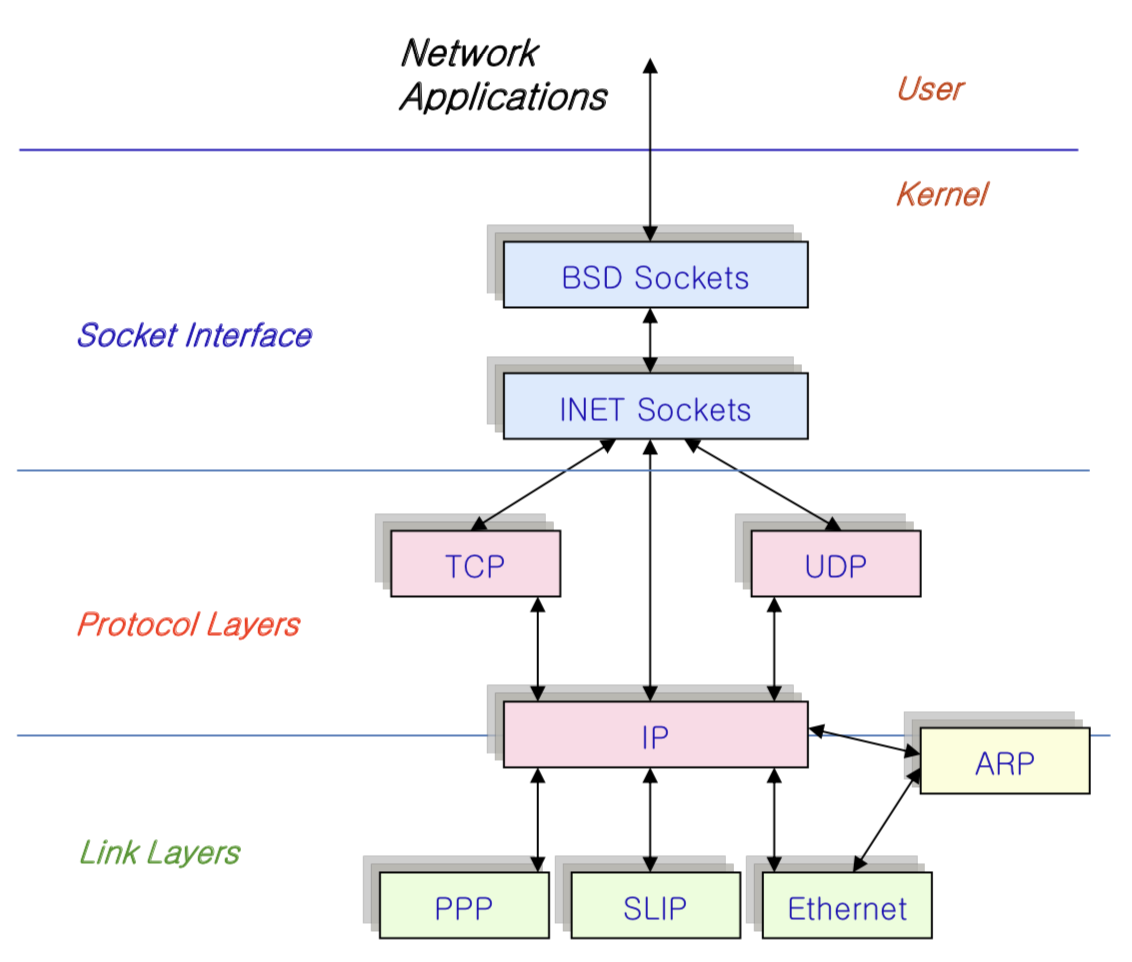 Network
Applications
User
Kernel
BSD Sockets
Socket Interface
INET Sockets
TCP
UDP
Protocol Layers
IP
ARP
Link Layers
PPP
SLIP
Ethernet